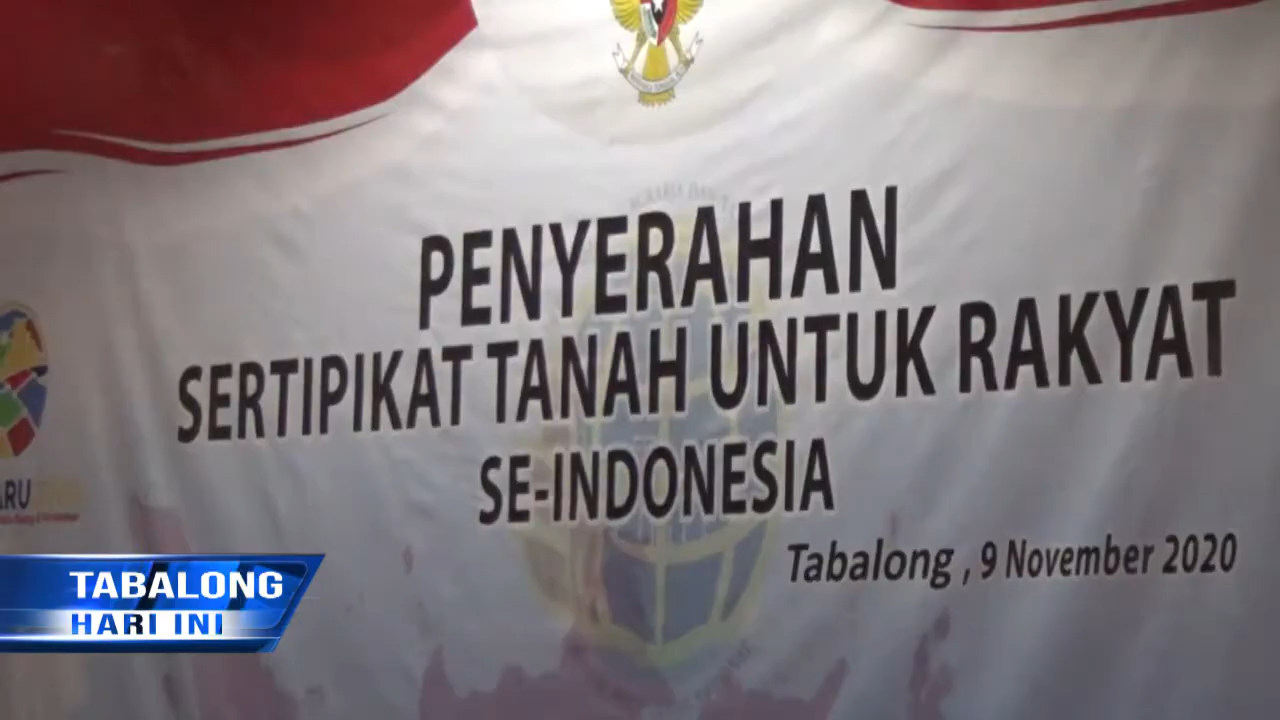 PENYERAHAN
SERTIPIKAT TANAH UNTUK RAKYAT
SE-INDONESIA
Tabalong , 9 November 2020
TABALONG
HARI INI